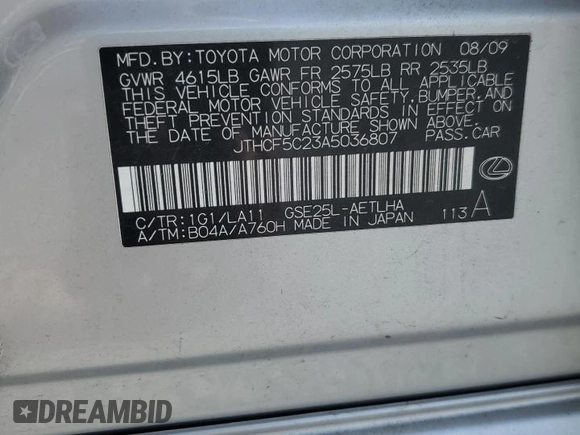 MFD.BY:TOYOTA MOTOR CORPORATION 08/09
GVWR 4615LB GAWR FR 2575LB RR 2535LB
THIS VEHICLE CONFORMS TO ALL APPLICABLE
FEDERAL MOTOR VEHICLE SAFETY,BUMPER,AND
THEFT PREVENTION STANDARDS IN EFFECT ON
THE DATE OF MANUFACTURE SHOWN ABOVE.
JTHCF5C23A5036807 PASS.CAR
C/TR:1G1/LA11 GSE25L-AETLHA
A/TM:B04A/A760H MADE IN JAPAN 113 A
DREAMBID